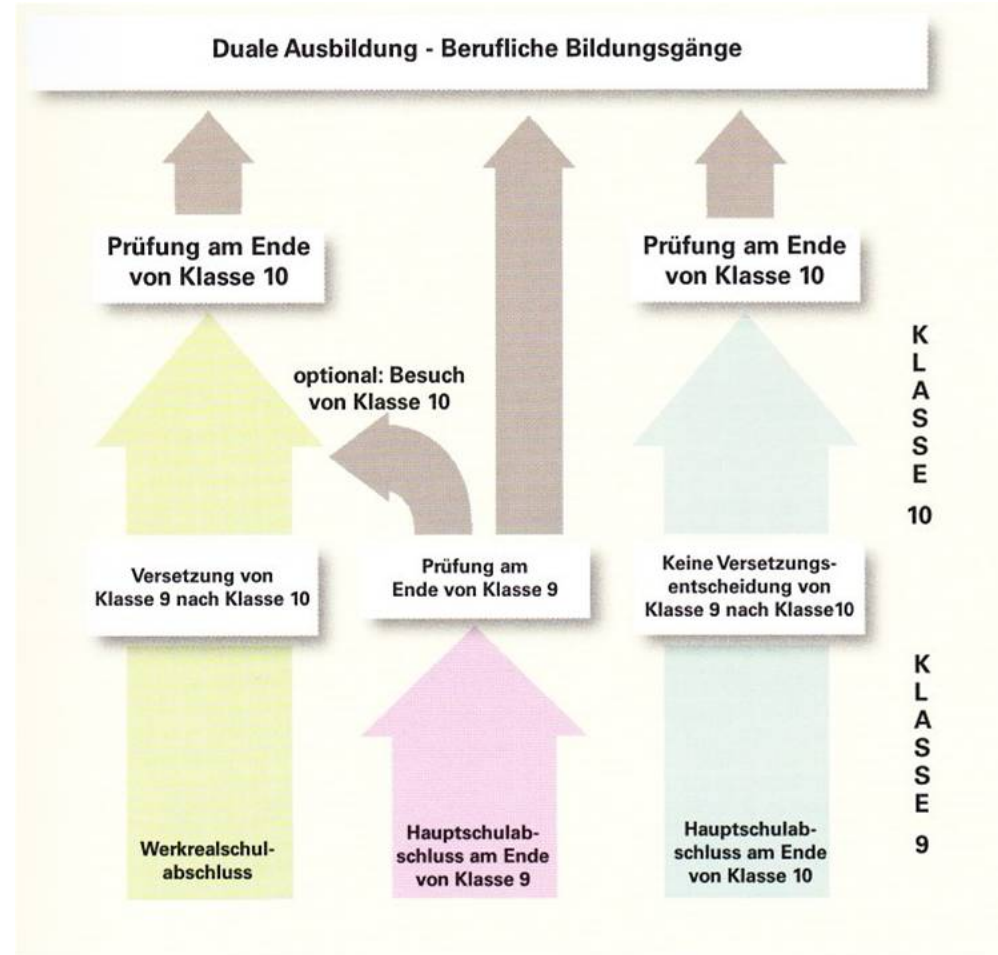 Duale Ausbildung - Berufliche Bildungsgänge
Prüfung am Ende
von Klasse 10
Prüfung am Ende
von Klasse 10
optional: Besuch
von Klasse 10
K
L
A
S
S
E
10
Versetzung von
Klasse 9 nach Klasse 10
Prüfung am
Ende von Klasse 9
Keine Versetzungs-
entscheidung von
Klasse 9 nach Klasse10
K
L
A
S
S
E
9
Werkrealschul-
abschluss
Hauptschulab-
schluss am Ende
von Klasse 9
Hauptschulab-
schluss am Ende
von Klasse 10